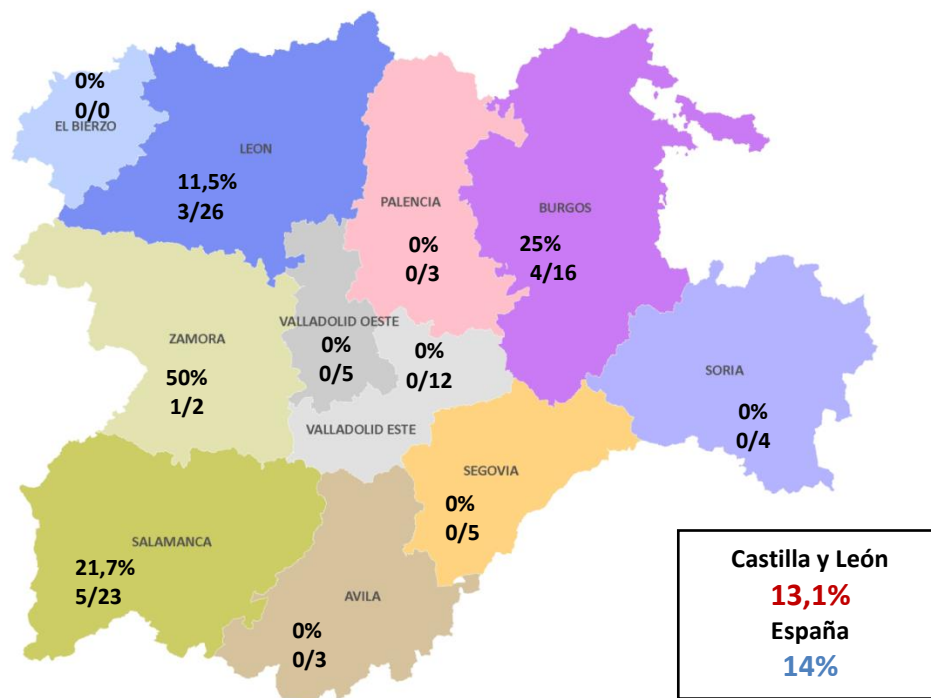 0%
0/0
EL BIERZO
LEON
11,5%
3/26
PALENCIA
0%
0/3
BURGOS
25%
4/16
ZAMORA
50%
1/2
VALLADOLID OESTE
0%
0/5
0%
0/12
VALLADOLID ESTE
SORIA
0%
0/4
SEGOVIA
0%
0/5
SALAMANCA
21,7%
5/23
AVILA
0%
0/3
Castilla y León
13,1%
España
14%